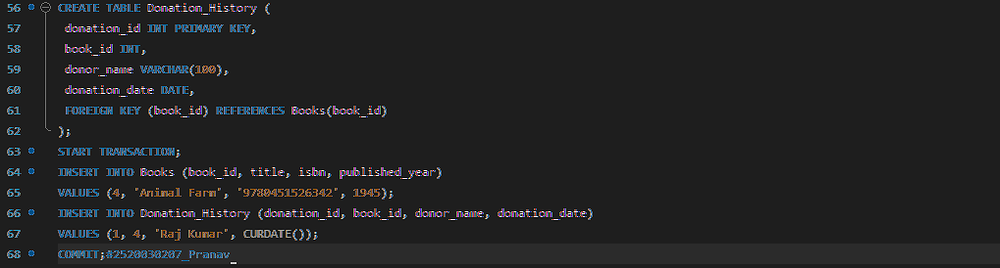 56 CREATE TABLE Donation_History (
57 donation_id INT PRIMARY KEY,
58 book_id INT,
59 donor_name VARCHAR(100),
60 donation_date DATE,
61 FOREIGN KEY (book_id) REFERENCES Books(book_id)
62 );
63 START TRANSACTION;
64 INSERT INTO Books (book_id, title, isbn, published_year)
65 VALUES (4, 'Animal Farm', '9780451526342', 1945);
66 INSERT INTO Donation_History (donation_id, book_id, donor_name, donation_date)
67 VALUES (1, 4, 'Raj Kumar', CURDATE());
68 COMMIT;#2520030207_Pranav_